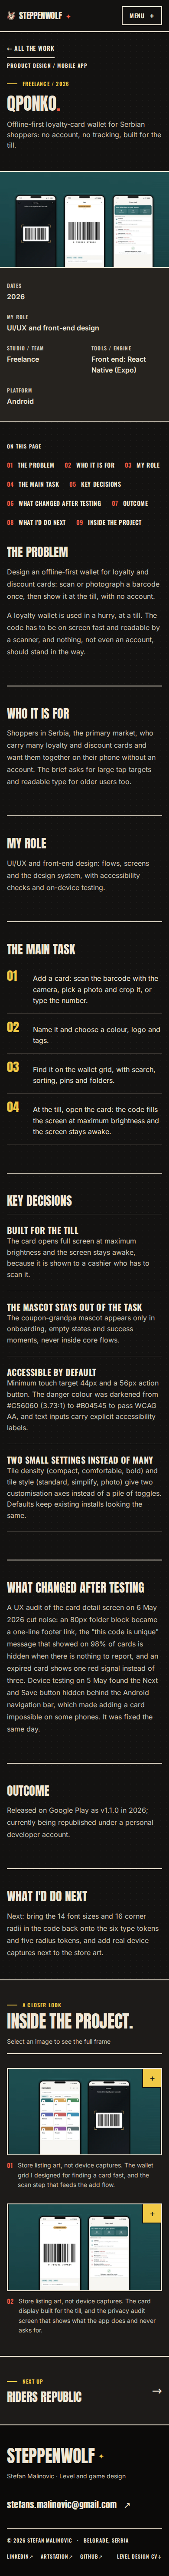 STEPPENWOLF
MENU +
← ALL THE WORK
PRODUCT DESIGN / MOBILE APP
FREELANCE / 2026
QPONKO.
Offline-first loyalty-card wallet for Serbian
shoppers: no account, no tracking, built for the
till.
DATES
2026
MY ROLE
UI/UX and front-end design
STUDIO / TEAM
Freelance
TOOLS / ENGINE
Front end: React
Native (Expo)
PLATFORM
Android
ON THIS PAGE
01 THE PROBLEM 02 WHO IT IS FOR 03 MY ROLE
04 THE MAIN TASK 05 KEY DECISIONS
06 WHAT CHANGED AFTER TESTING 07 OUTCOME
08 WHAT I'D DO NEXT 09 INSIDE THE PROJECT
THE PROBLEM
Design an offline-first wallet for loyalty and
discount cards: scan or photograph a barcode
once, then show it at the till, with no account.
A loyalty wallet is used in a hurry, at a till. The
code has to be on screen fast and readable by
a scanner, and nothing, not even an account,
should stand in the way.
WHO IT IS FOR
Shoppers in Serbia, the primary market, who
carry many loyalty and discount cards and
want them together on their phone without an
account. The brief asks for large tap targets
and readable type for older users too.
MY ROLE
UI/UX and front-end design: flows, screens
and the design system, with accessibility
checks and on-device testing.
THE MAIN TASK
01 Add a card: scan the barcode with the
camera, pick a photo and crop it, or
type the number.
02 Name it and choose a colour, logo and
tags.
03 Find it on the wallet grid, with search,
sorting, pins and folders.
04 At the till, open the card: the code fills
the screen at maximum brightness and
the screen stays awake.
KEY DECISIONS
BUILT FOR THE TILL
The card opens full screen at maximum
brightness and the screen stays awake,
because it is shown to a cashier who has to
scan it.
THE MASCOT STAYS OUT OF THE TASK
The coupon-grandpa mascot appears only in
onboarding, empty states and success
moments, never inside core flows.
ACCESSIBLE BY DEFAULT
Minimum touch target 44px and a 56px action
button. The danger colour was darkened from
#C56060 (3.73:1) to #B04545 to pass WCAG
AA, and text inputs carry explicit accessibility
labels.
TWO SMALL SETTINGS INSTEAD OF MANY
Tile density (compact, comfortable, bold) and
tile style (standard, simplify, photo) give two
customisation axes instead of a pile of toggles.
Defaults keep existing installs looking the
same.
WHAT CHANGED AFTER TESTING
A UX audit of the card detail screen on 6 May
2026 cut noise: an 80px folder block became
a one-line footer link, the "this code is unique"
message that showed on 98% of cards is
hidden when there is nothing to report, and an
expired card shows one red signal instead of
three. Device testing on 5 May found the Next
and Save button hidden behind the Android
navigation bar, which made adding a card
impossible on some phones. It was fixed the
same day.
OUTCOME
Released on Google Play as v1.1.0 in 2026;
currently being republished under a personal
developer account.
WHAT I'D DO NEXT
Next: bring the 14 font sizes and 16 corner
radii in the code back onto the six type tokens
and five radius tokens, and add real device
captures next to the store art.
A CLOSER LOOK
INSIDE THE PROJECT.
Select an image to see the full frame
+
01 Store listing art, not device captures. The wallet
grid I designed for finding a card fast, and the
scan step that feeds the add flow.
+
02 Store listing art, not device captures. The card
display built for the till, and the privacy audit
screen that shows what the app does and never
asks for.
NEXT UP
RIDERS REPUBLIC →
STEPPENWOLF
Stefan Malinovic · Level and game design
stefans.malinovic@gmail.com ↗
© 2026 STEFAN MALINOVIC · BELGRADE, SERBIA
LINKEDIN↗ ARTSTATION↗ GITHUB↗ LEVEL DESIGN CV↓